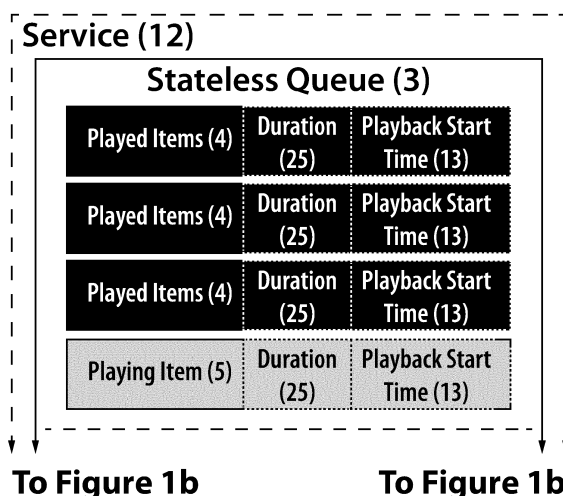 Service (12)
Stateless Queue (3)
Played Items (4) Duration (25) Playback Start Time (13)
Played Items (4) Duration (25) Playback Start Time (13)
Played Items (4) Duration (25) Playback Start Time (13)
Playing Item (5) Duration (25) Playback Start Time (13)
To Figure 1b To Figure 1b